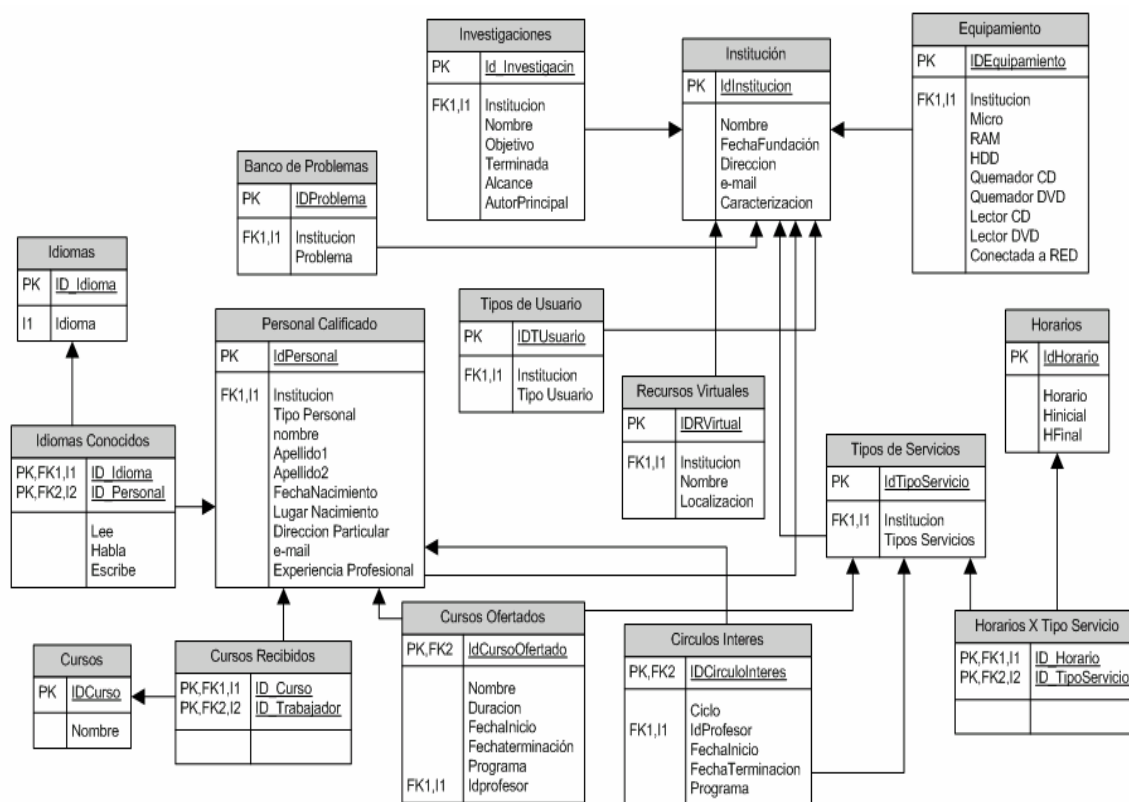 Investigaciones
PK Id_Investigacin
FK1,I1 Institucion
Nombre
Objetivo
Terminada
Alcance
AutorPrincipal
Institución
PK IdInstitucion
Nombre
FechaFundación
Direccion
e-mail
Caracterizacion
Equipamiento
PK IDEquipamiento
FK1,I1 Institucion
Micro
RAM
HDD
Quemador CD
Quemador DVD
Lector CD
Lector DVD
Conectada a RED
Banco de Problemas
PK IDProblema
FK1,I1 Institucion
Problema
Idiomas
PK ID_Idioma
I1 Idioma
Personal Calificado
PK IdPersonal
FK1,I1 Institucion
Tipo Personal
nombre
Apellido1
Apellido2
FechaNacimiento
Lugar Nacimiento
Direccion Particular
e-mail
Experiencia Profesional
Tipos de Usuario
PK IDTUsuario
FK1,I1 Institucion
Tipo Usuario
Recursos Virtuales
PK IDRVirtual
FK1,I1 Institucion
Nombre
Localizacion
Horarios
PK IdHorario
Horario
Hinicial
HFinal
Idiomas Conocidos
PK,FK1,I1 ID_Idioma
PK,FK2,I2 ID_Personal
Lee
Habla
Escribe
Tipos de Servicios
PK IdTipoServicio
FK1,I1 Institucion
Tipos Servicios
Cursos
PK IDCurso
Nombre
Cursos Recibidos
PK,FK1,I1 ID_Curso
PK,FK2,I2 ID_Trabajador
Cursos Ofertados
PK,FK2 IdCursoOfertado
Nombre
Duracion
FechaInicio
Fechaterminación
Programa
FK1,I1 Idprofesor
Circulos Interes
PK,FK2 IDCirculoInteres
Ciclo
FK1,I1 IdProfesor
FechaInicio
FechaTerminacion
Programa
Horarios X Tipo Servicio
PK,FK1,I1 ID_Horario
PK,FK2,I2 ID_TipoServicio